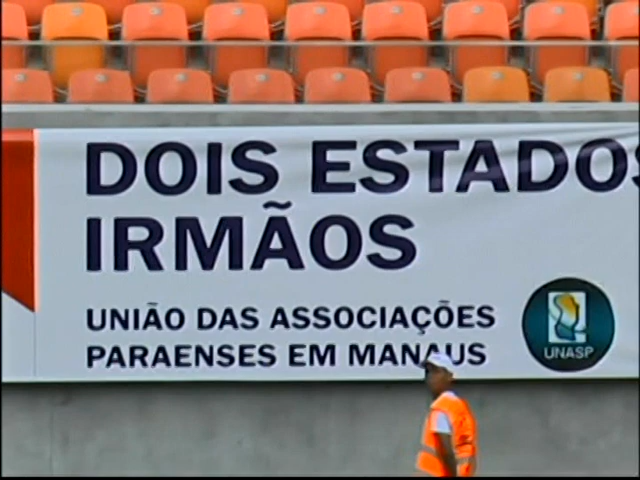 DOIS ESTADOS
IRMÃOS
UNIÃO DAS ASSOCIAÇÕES
PARAENSES EM MANAUS
UNASP